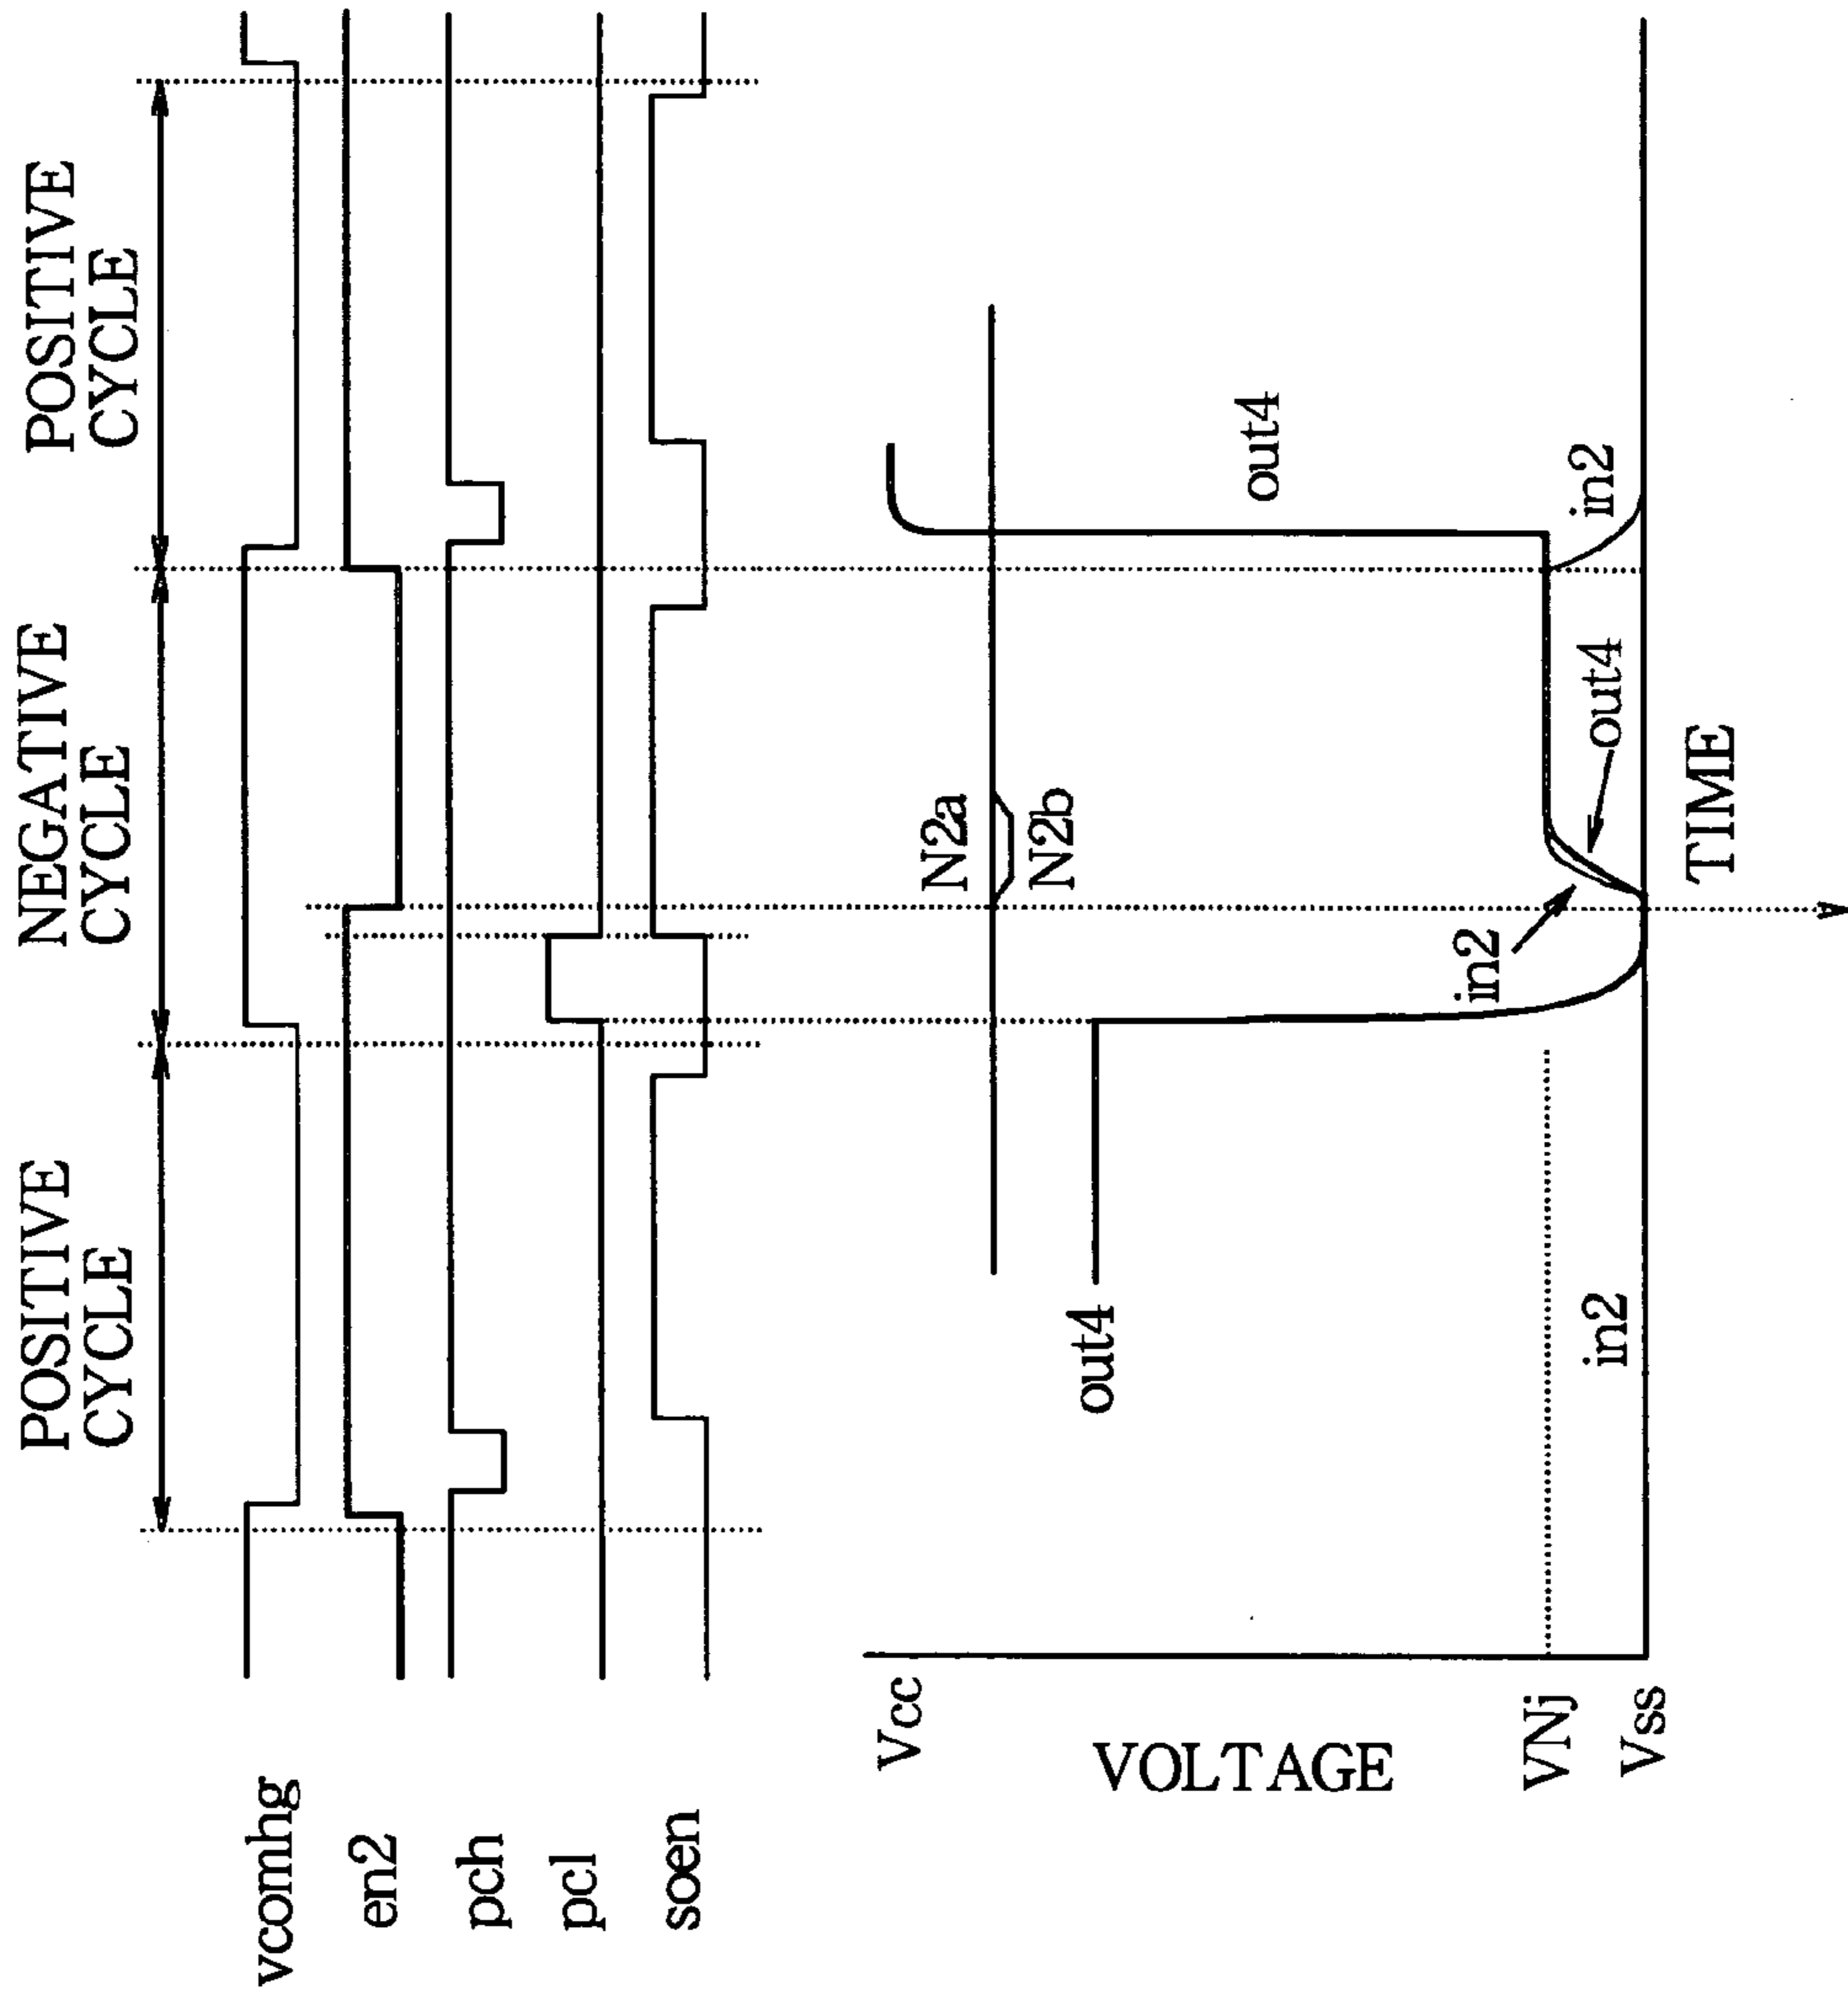 POSITIVE
CYCLE
NEGATIVE
CYCLE
POSITIVE
CYCLE
vcomhg
en2
pch
pcl
soen
Vcc
N2a
N2b
out4
out4
VOLTAGE
in2
out4
VNj
in2
in2
Vss
TIME